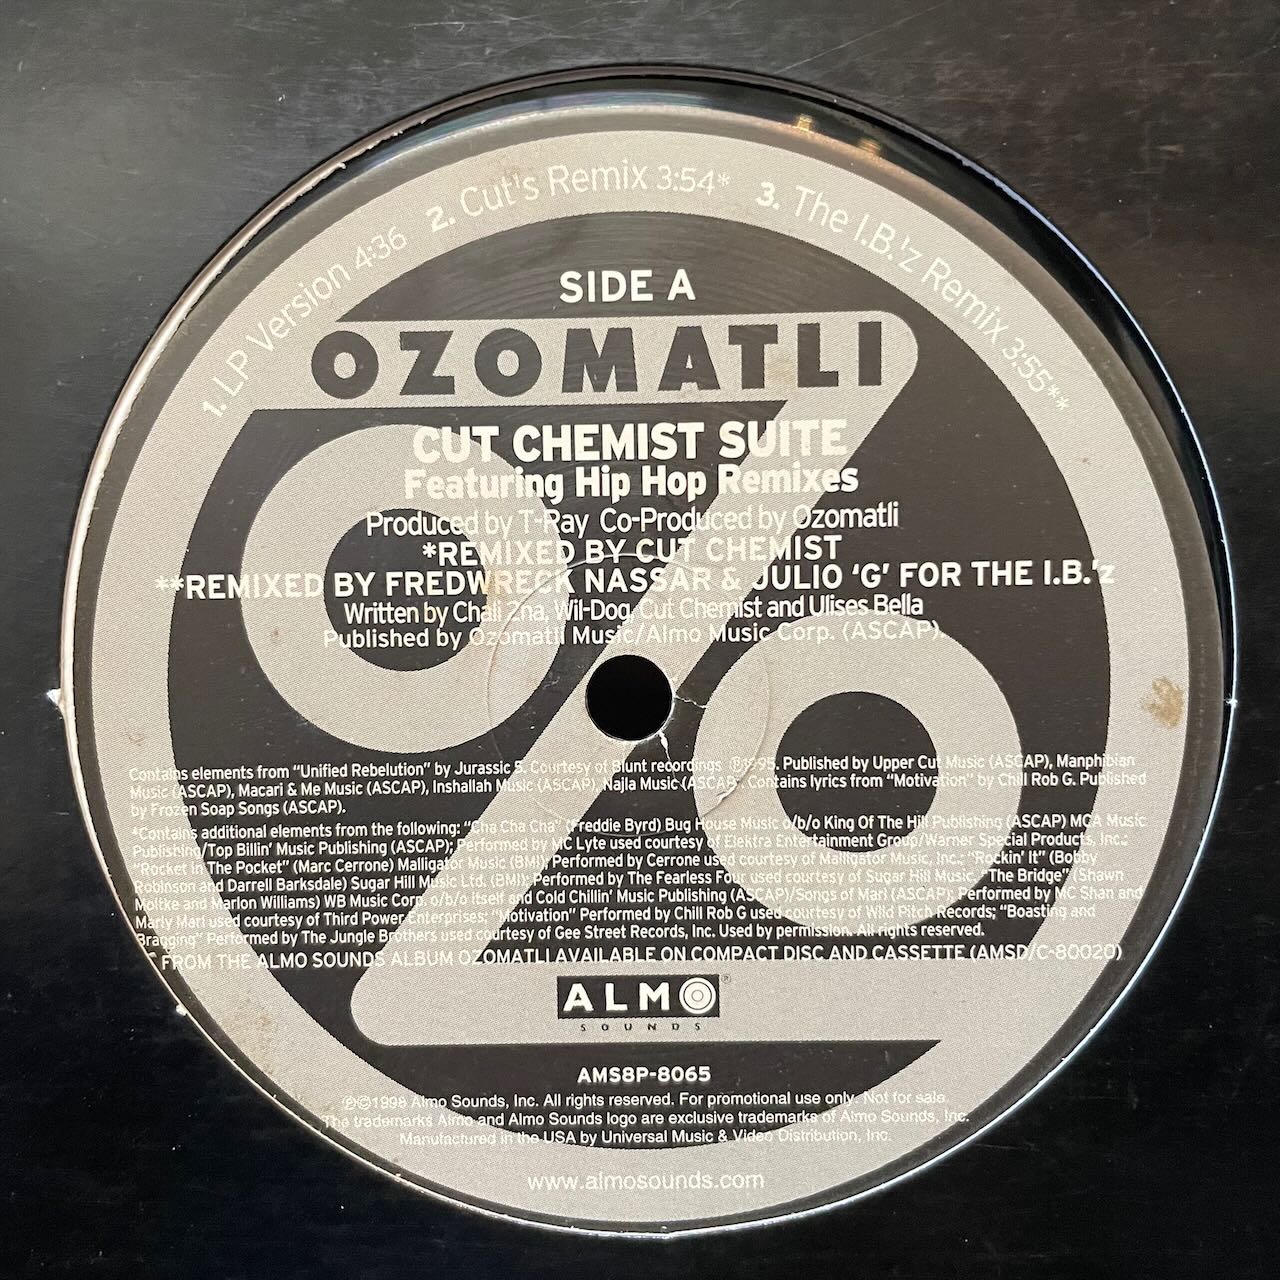 1. LP Version 4:36 2. Cut's Remix 3:54* 3. The I.B.'z Remix 3:55**
SIDE A
OZOMATLI
CUT CHEMIST SUITE
Featuring Hip Hop Remixes
Produced by T-Ray Co-Produced by Ozomatli
*REMIXED BY CUT CHEMIST
**REMIXED BY FREDWRECK NASSAR & JULIO 'G' FOR THE I.B.'z
Written by Chali 2na, Wil-Dog, Cut Chemist and Ulises Bella
Published by Ozomatli Music/Almo Music Corp. (ASCAP).
Contains elements from "Unified Rebelution" by Jurassic 5. Courtesy of Blunt recordings ℗1995. Published by Upper Cut Music (ASCAP), Manphibian
Music (ASCAP), Macari & Me Music (ASCAP), Inshallah Music (ASCAP), Najla Music (ASCAP). Contains lyrics from "Motivation" by Chill Rob G. Published
by Frozen Soap Songs (ASCAP).
*Contains additional elements from the following: "Cha Cha Cha" (Freddie Byrd) Bug House Music o/b/o King Of The Hill Publishing (ASCAP) MCA Music
Publishing/Top Billin' Music Publishing (ASCAP); Performed by MC Lyte used courtesy of Elektra Entertainment Group/Warner Special Products, Inc.;
"Rocket In The Pocket" (Marc Cerrone) Malligator Music (BMI); Performed by Cerrone used courtesy of Malligator Music, Inc.; "Rockin' It" (Bobby
Robinson and Darrell Barksdale) Sugar Hill Music Ltd. (BMI); Performed by The Fearless Four used courtesy of Sugar Hill Music, "The Bridge" (Shawn
Moltke and Marlon Williams) WB Music Corp. o/b/o itself and Cold Chillin' Music Publishing (ASCAP)/Songs of Marl (ASCAP); Performed by MC Shan and
Marly Marl used courtesy of Third Power Enterprises; "Motivation" Performed by Chill Rob G used courtesy of Wild Pitch Records; "Boasting and
Bragging" Performed by The Jungle Brothers used courtesy of Gee Street Records, Inc. Used by permission. All rights reserved.
FROM THE ALMO SOUNDS ALBUM OZOMATLI AVAILABLE ON COMPACT DISC AND CASSETTE (AMSD/C-80020)
ALMO®
SOUNDS
AMS8P-8065
℗©1998 Almo Sounds, Inc. All rights reserved. For promotional use only. Not for sale.
The trademarks Almo and Almo Sounds logo are exclusive trademarks of Almo Sounds, Inc.
Manufactured in the USA by Universal Music & Video Distribution, Inc.
www.almosounds.com